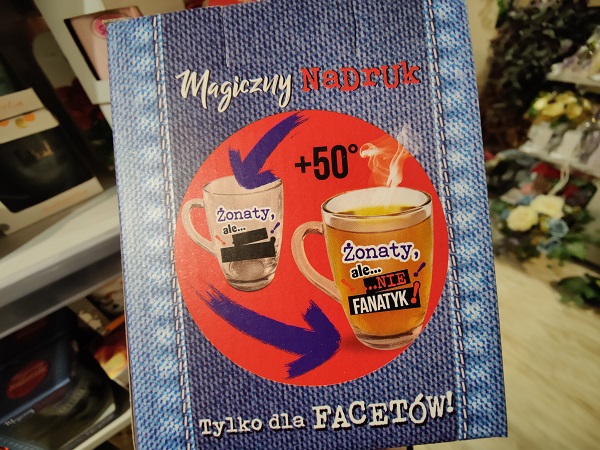 Magiczny NaDruk
+50°
Żonaty,
ale...
Żonaty,
ale...
...NIE
FANATYK!
Tylko dla FACETÓW!